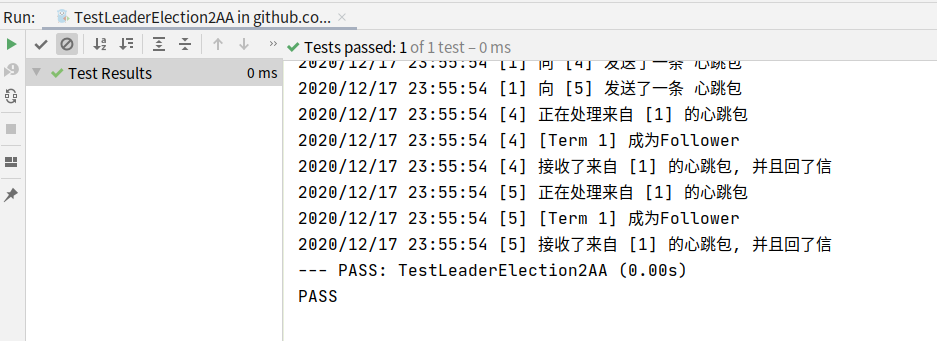 Run: TestLeaderElection2AA in github.co...
Tests passed: 1 of 1 test – 0 ms
Test Results 0 ms
2020/12/17 23:55:54 [1] 向 [4] 发送了一条 心跳包
2020/12/17 23:55:54 [1] 向 [5] 发送了一条 心跳包
2020/12/17 23:55:54 [4] 正在处理来自 [1] 的心跳包
2020/12/17 23:55:54 [4] [Term 1] 成为Follower
2020/12/17 23:55:54 [4] 接收了来自 [1] 的心跳包, 并且回了信
2020/12/17 23:55:54 [5] 正在处理来自 [1] 的心跳包
2020/12/17 23:55:54 [5] [Term 1] 成为Follower
2020/12/17 23:55:54 [5] 接收了来自 [1] 的心跳包, 并且回了信
--- PASS: TestLeaderElection2AA (0.00s)
PASS